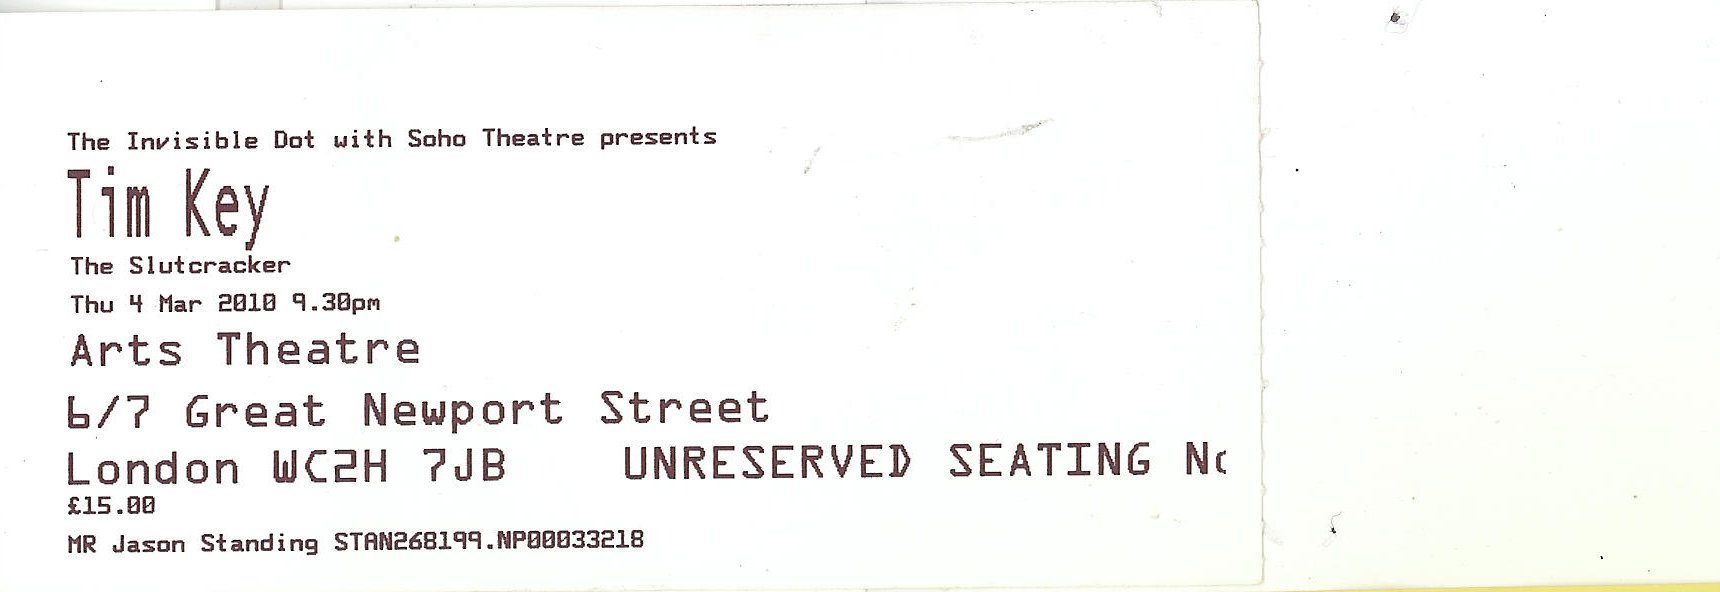 The Invisible Dot with Soho Theatre presents
Tim Key
The Slutcracker
Thu 4 Mar 2010 9.30pm
Arts Theatre
6/7 Great Newport Street
London WC2H 7JB UNRESERVED SEATING
£15.00
MR Jason Standing STAN268199.NP00033218